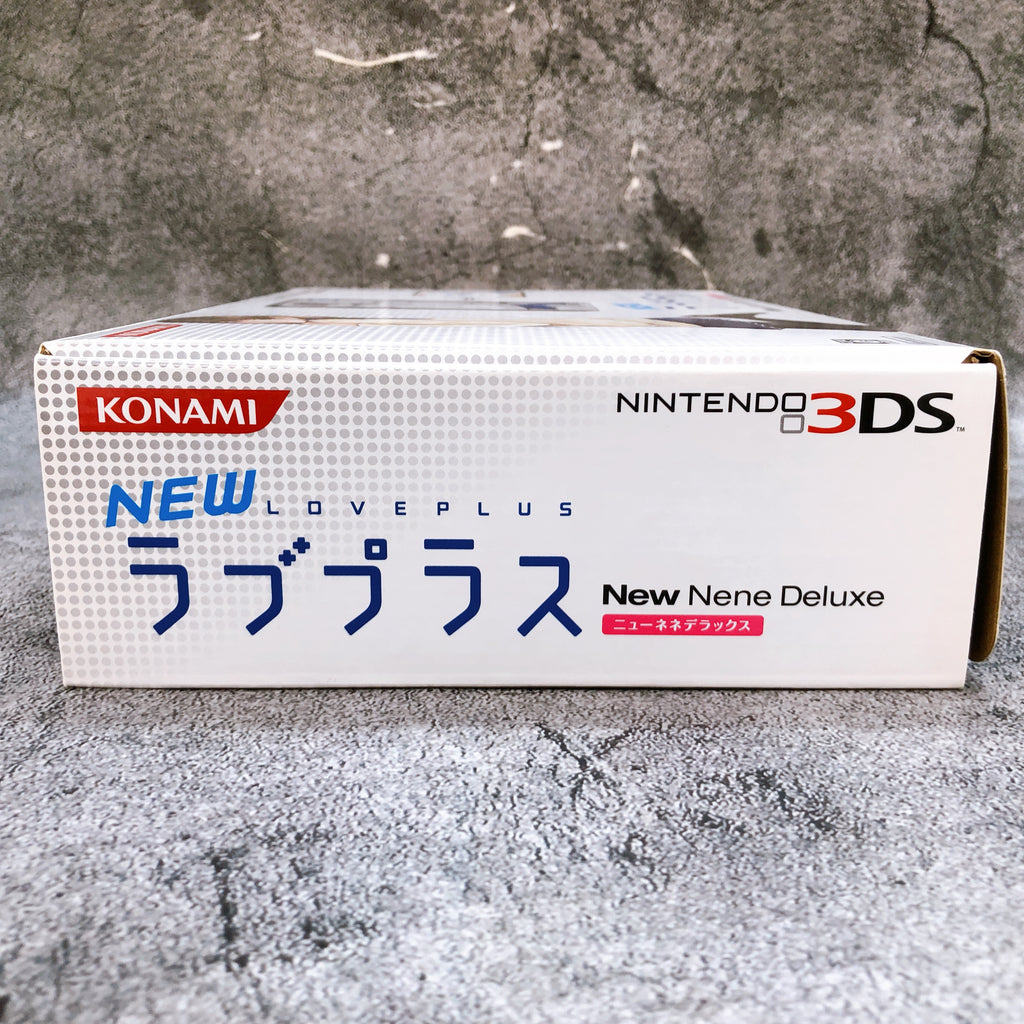 KONAMI
NINTENDO 3DS™
NEW LOVEPLUS
ラブプラス
New Nene Deluxe
ニューネネデラックス